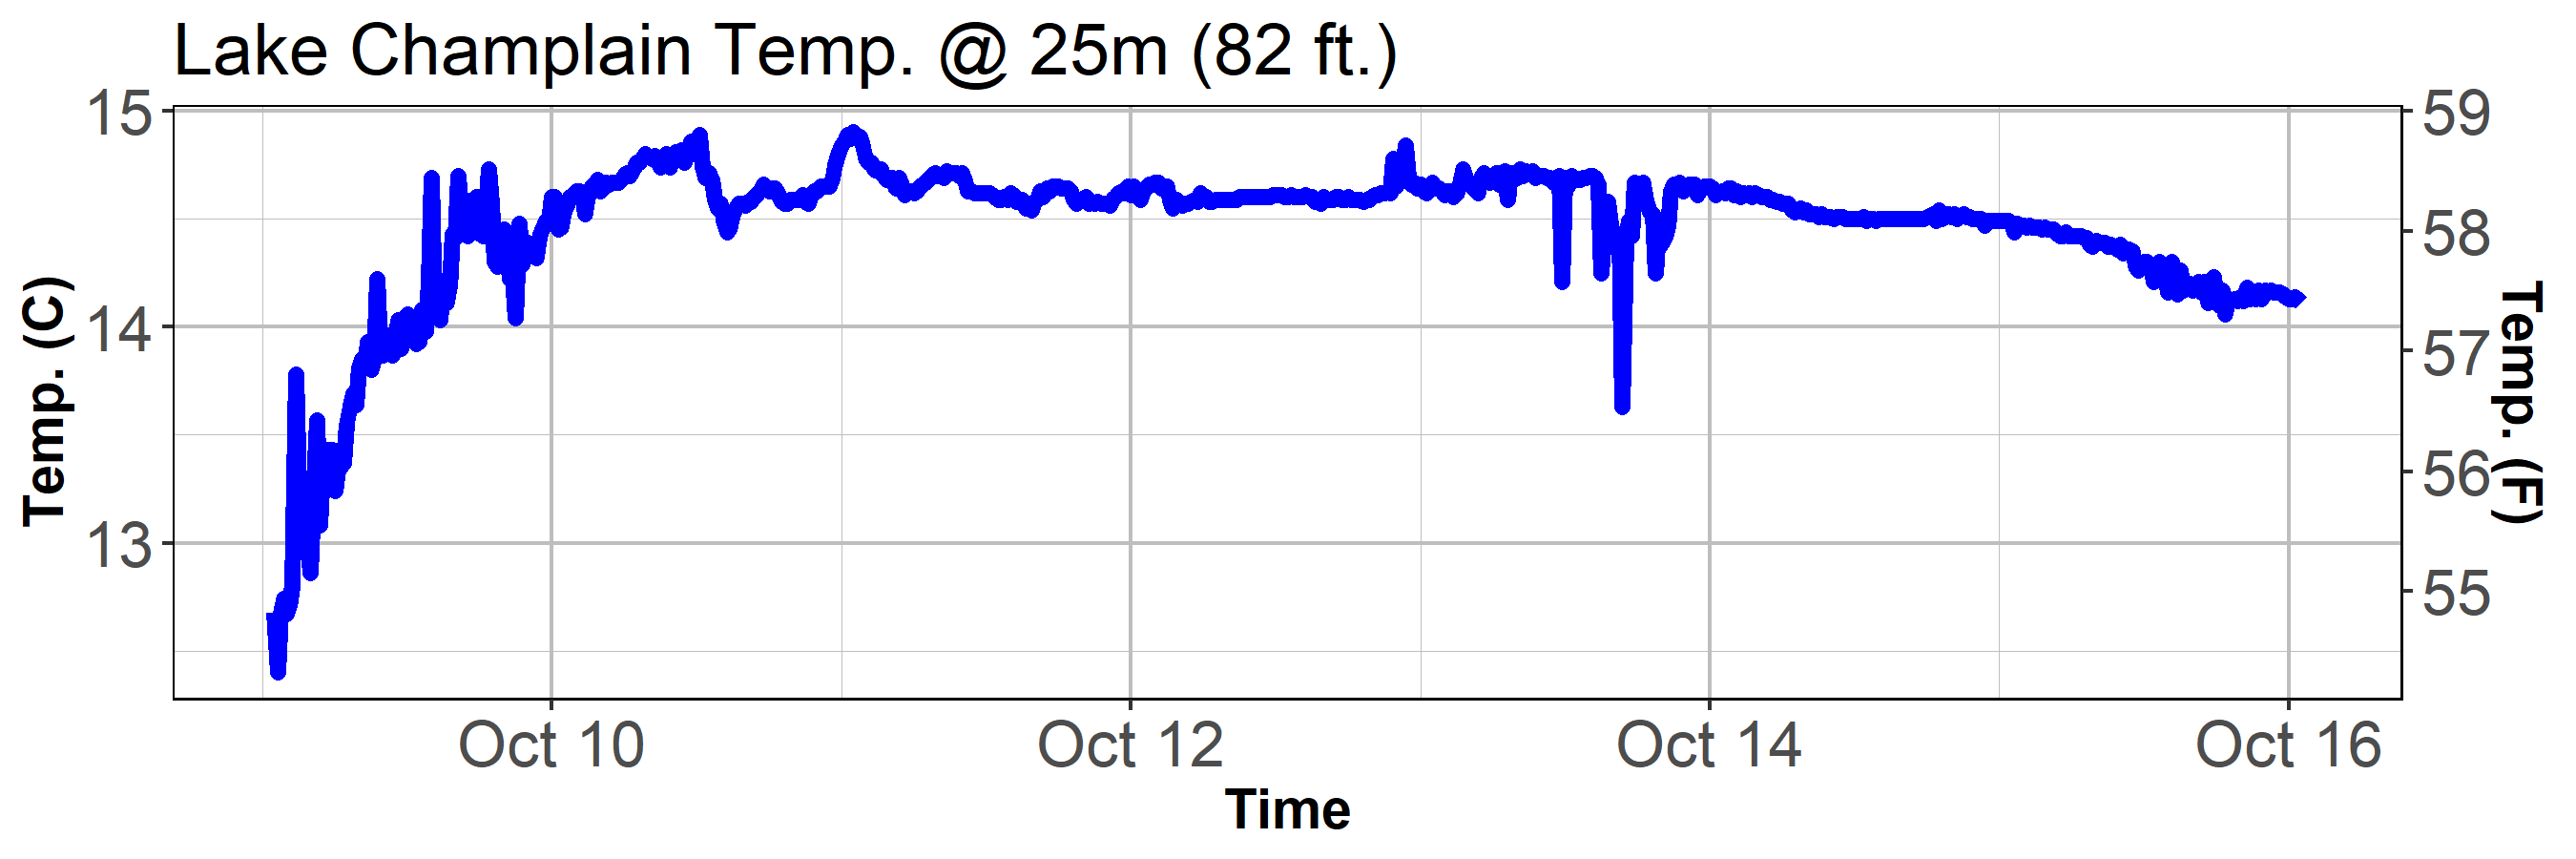 Lake Champlain Temp. @ 25m (82 ft.)
15
14
13
Temp. (C)
59
58
57
56
55
Temp. (F)
Oct 10
Oct 12
Oct 14
Oct 16
Time